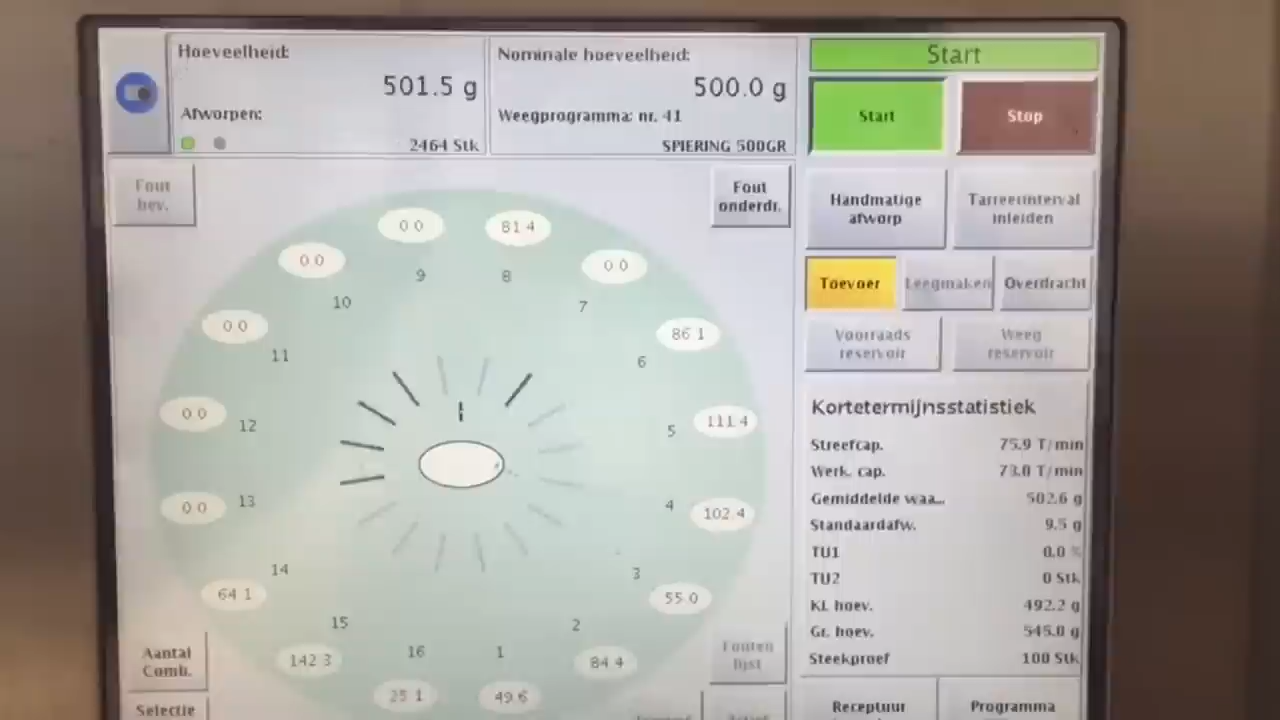 Hoeveelheid:
501.5 g
Afworpen:
2464 Stk
Nominale hoeveelheid:
500.0 g
Weegprogramma: nr. 41
SPIERING 500GR
Start
Start
Stop
Fout
bev.
Fout
onderdr.
Handmatige
afworp
Tarreerinterval
inleiden
Toevoer
Leegmaken
Overdracht
Voorraads
reservoir
Weeg
reservoir
0.0
81.4
0.0
0.0
9
8
10
7
0.0
86.1
11
6
0.0
111.4
12
5
0.0
102.4
13
4
64.1
14
3
55.0
15
2
142.3
16
1
84.4
25.1
49.6
Kortetermijnsstatistiek
Streefcap. 75.9 T/min
Werk. cap. 73.0 T/min
Gemiddelde waa... 502.6 g
Standaardafw. 9.5 g
TU1 0.0 %
TU2 0 Stk
Kl. hoev. 492.2 g
Gr. hoev. 545.0 g
Steekproef 100 Stk
Aantal
Comb.
Fouten
lijst
Selectie
Receptuur
Programma